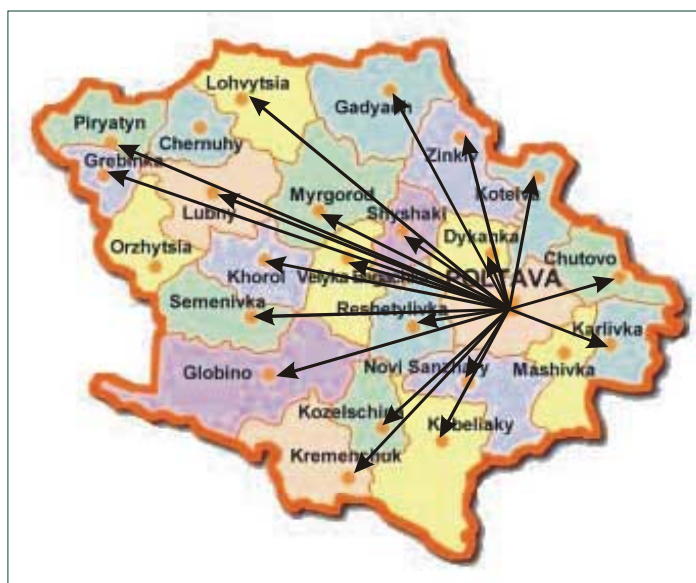 Lohvytsia
Gadyach
Piryatyn
Chernuhy
Zinkiv
Grebinka
Kotelva
Myrgorod
Lubny
Shyshaki
Dykanka
Orzhytsia
Chutovo
Khorol
Velyka
POLTAVA
Semenivka
Reshetylivka
Karlivka
Globino
Novi Sanzhary
Mashivka
Kozelschina
Kobeliaky
Kremenchuk